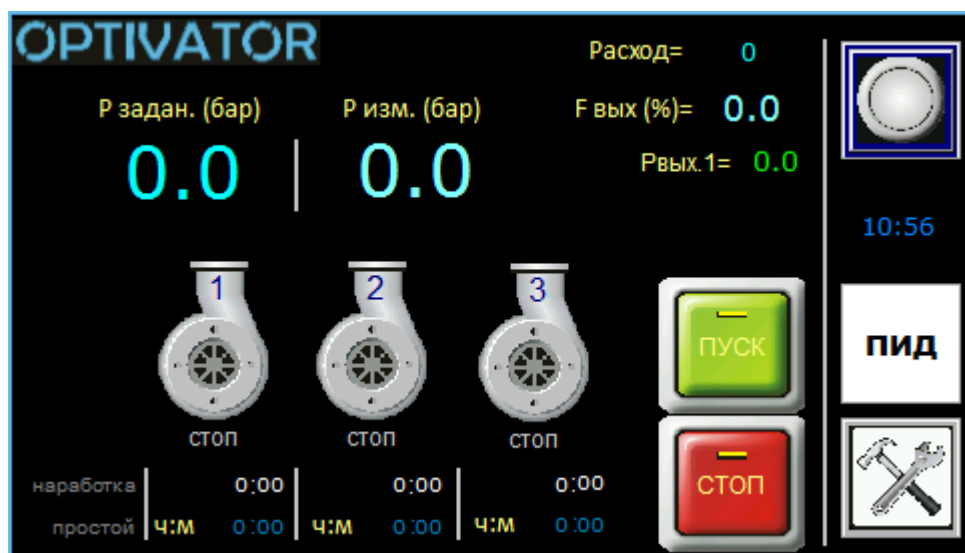 OPTIVATOR
Расход= 0
P задан. (бар) P изм. (бар) F вых (%)= 0.0
0.0 0.0 Рвых.1= 0.0
10:56
1 2 3
ПУСК
ПИД
стоп стоп стоп
СТОП
наработка 0:00 0:00 0:00
простой ч:м 0:00 ч:м 0:00 ч:м 0:00